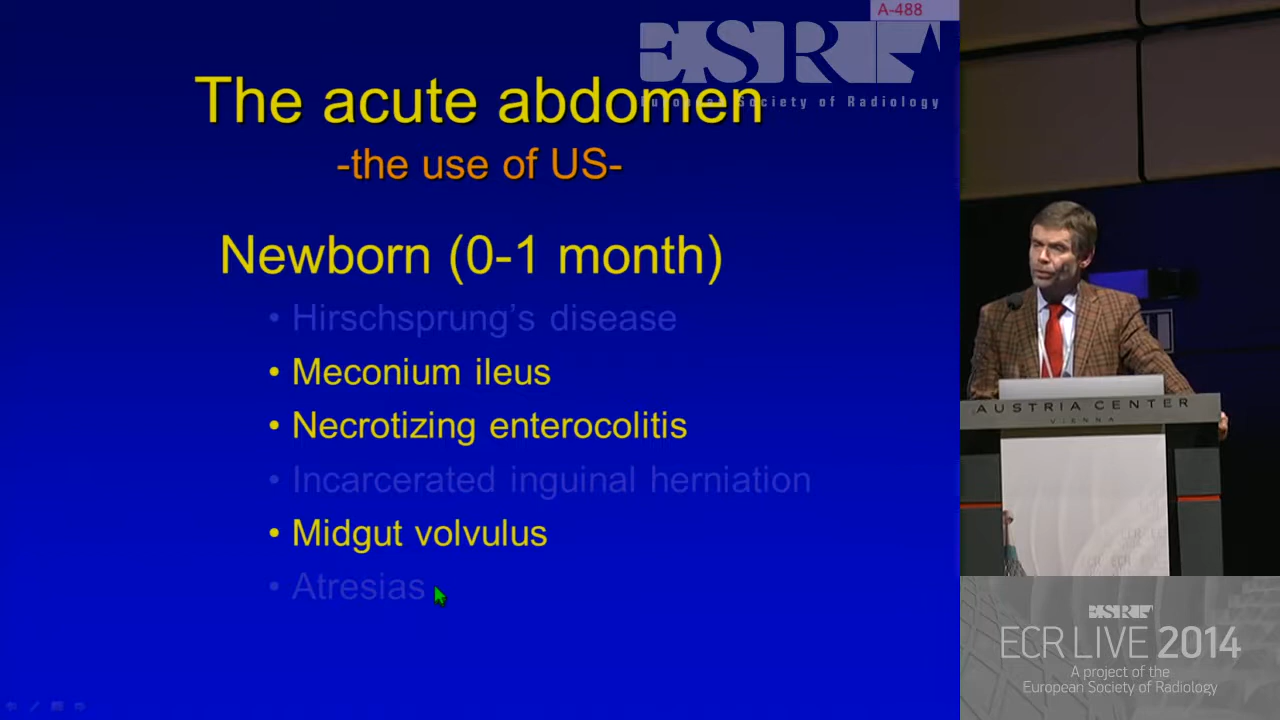 A-488
ESR
European Society of Radiology
The acute abdomen
-the use of US-
Newborn (0-1 month)
• Hirschsprung's disease
• Meconium ileus
• Necrotizing enterocolitis
• Incarcerated inguinal herniation
• Midgut volvulus
• Atresias
AUSTRIA CENTER
VIENNA
ESR
ECR LIVE 2014
A project of the
European Society of Radiology